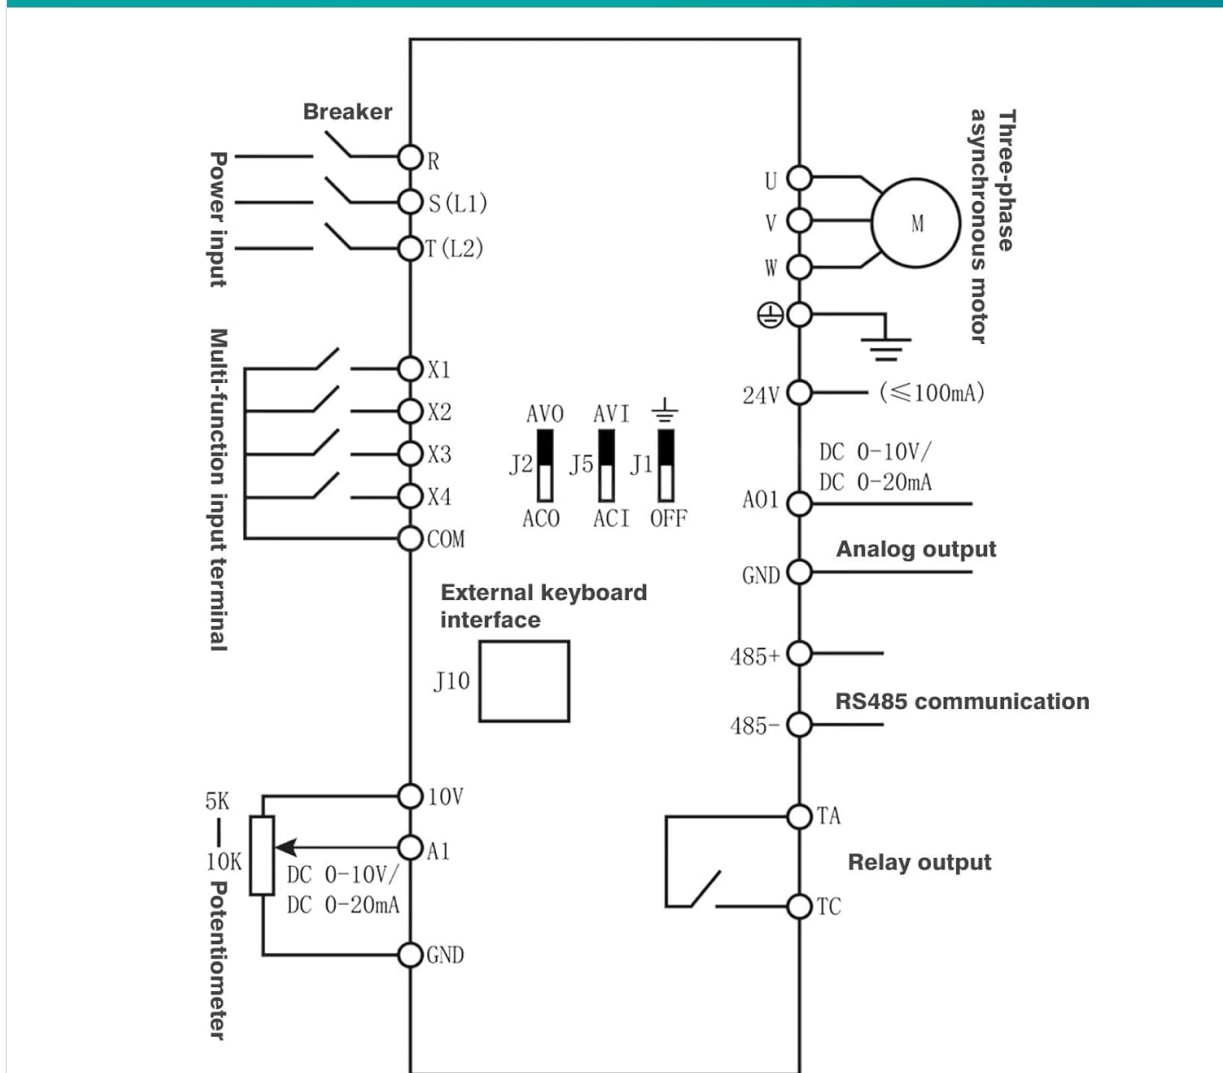 Breaker
Power input
R
S(L1)
T(L2)
Multi-function input terminal
X1
X2
X3
X4
COM
AVO AVI
J2 J5 J1
ACO ACI OFF
External keyboard
interface
J10
5K
10K
Potentiometer
10V
A1
DC 0-10V/
DC 0-20mA
GND
U
V
W
M
Three-phase
asynchronous motor
24V (≤100mA)
DC 0-10V/
DC 0-20mA
AO1
Analog output
GND
485+
RS485 communication
485-
TA
Relay output
TC